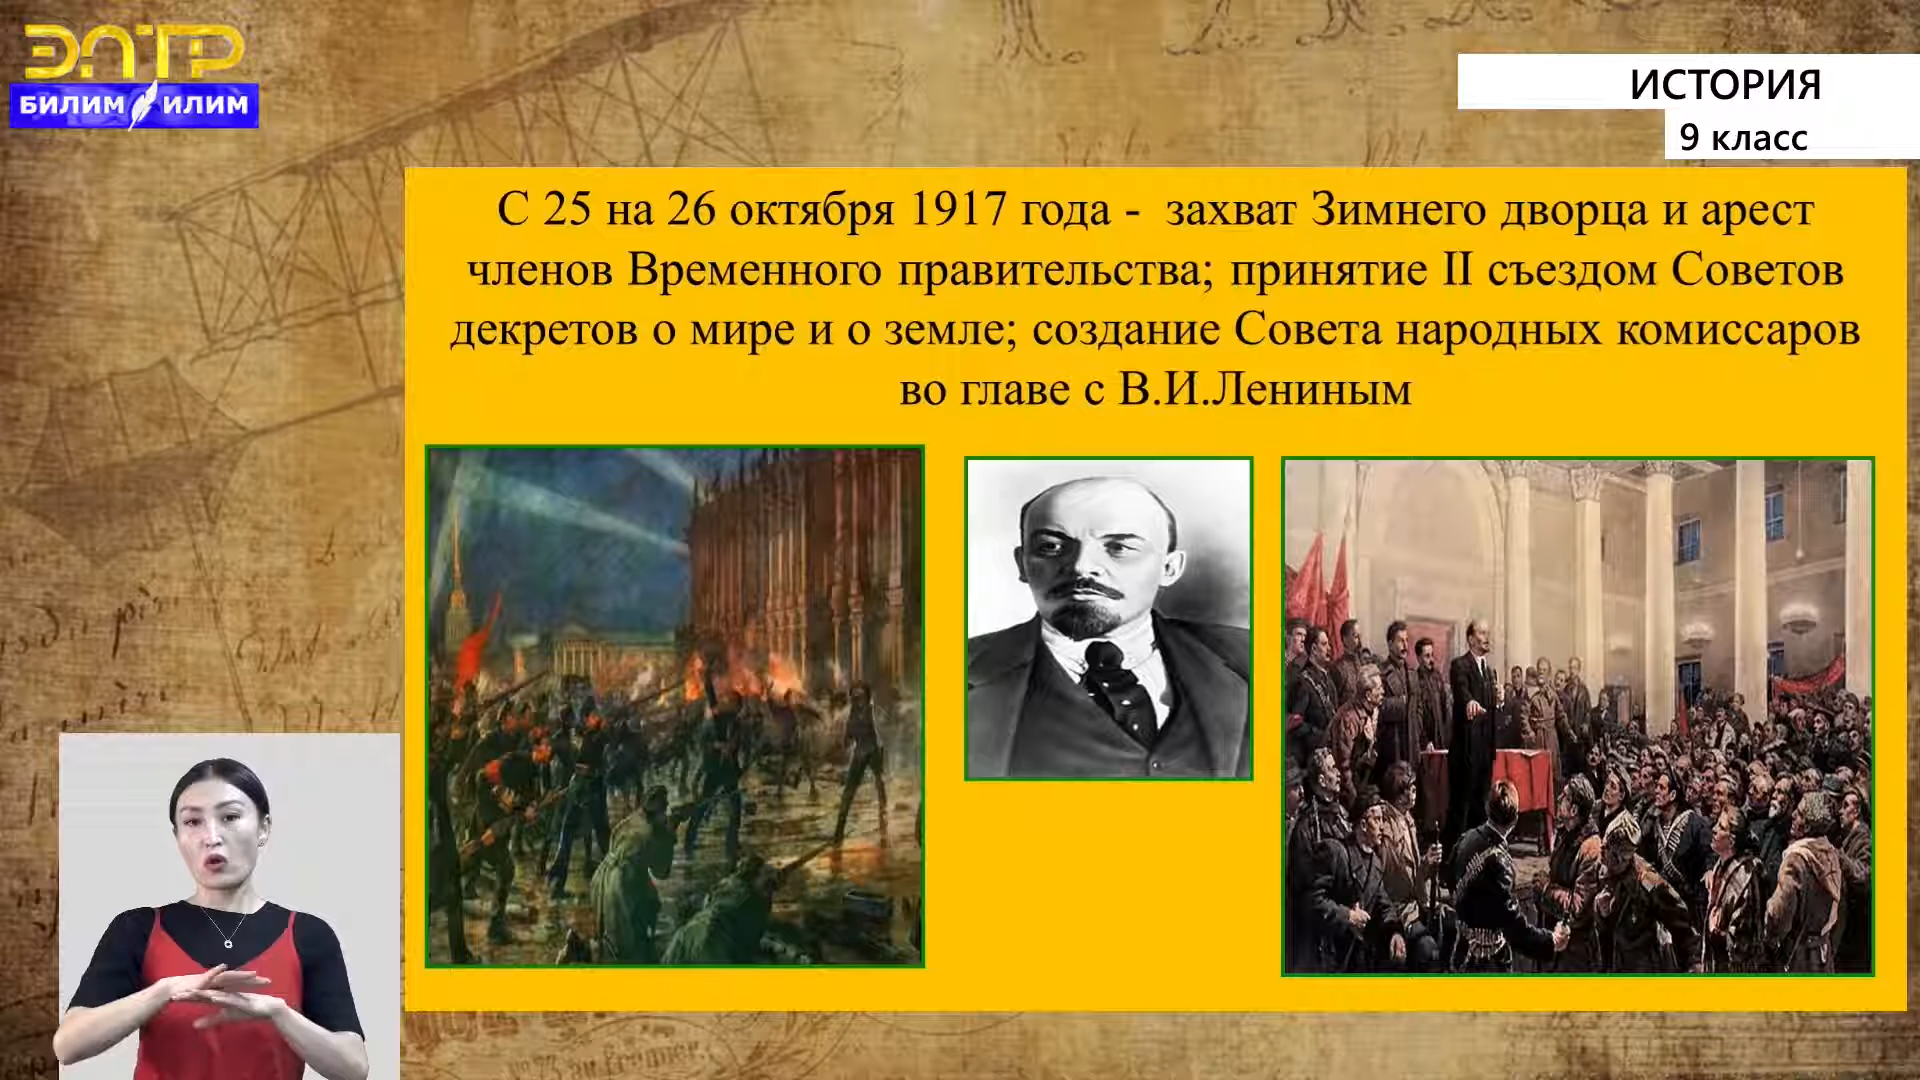 ЭЛТР
БИЛИМ ИЛИМ
ИСТОРИЯ
9 класс
С 25 на 26 октября 1917 года - захват Зимнего дворца и арест
членов Временного правительства; принятие II съездом Советов
декретов о мире и о земле; создание Совета народных комиссаров
во главе с В.И.Лениным